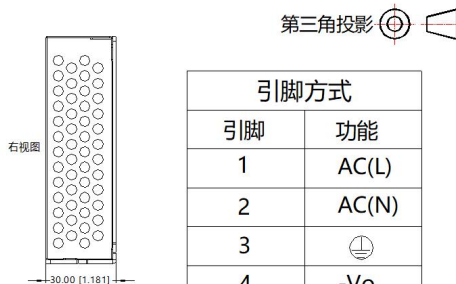 第三角投影
引脚方式
引脚 功能
1 AC(L)
2 AC(N)
3
4 -Vo
右视图
30.00 [1.181]